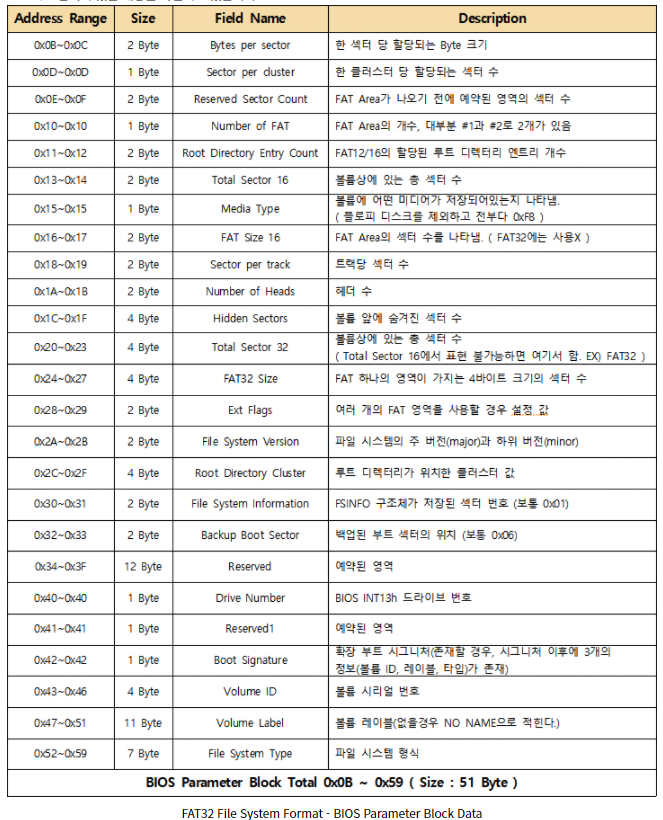 Address Range Size Field Name Description
0x0B~0x0C 2 Byte Bytes per sector 한 섹터 당 할당되는 Byte 크기
0x0D~0x0D 1 Byte Sector per cluster 한 클러스터 당 할당되는 섹터 수
0x0E~0x0F 2 Byte Reserved Sector Count FAT Area가 나오기 전에 예약된 영역의 섹터 수
0x10~0x10 1 Byte Number of FAT FAT Area의 개수, 대부분 #1과 #2로 2개가 있음
0x11~0x12 2 Byte Root Directory Entry Count FAT12/16의 할당된 루트 디렉터리 엔트리 개수
0x13~0x14 2 Byte Total Sector 16 볼륨상에 있는 총 섹터 수
0x15~0x15 1 Byte Media Type 볼륨에 어떤 미디어가 저장되어있는지 나타냄.
( 플로피 디스크를 제외하고 전부다 0xF8 )
0x16~0x17 2 Byte FAT Size 16 FAT Area의 섹터 수를 나타냄. ( FAT32에는 사용X )
0x18~0x19 2 Byte Sector per track 트랙당 섹터 수
0x1A~0x1B 2 Byte Number of Heads 헤더 수
0x1C~0x1F 4 Byte Hidden Sectors 볼륨 앞에 숨겨진 섹터 수
0x20~0x23 4 Byte Total Sector 32 볼륨상에 있는 총 섹터 수
( Total Sector 16에서 표현 불가능하면 여기서 함. EX) FAT32 )
0x24~0x27 4 Byte FAT32 Size FAT 하나의 영역이 가지는 4바이트 크기의 섹터 수
0x28~0x29 2 Byte Ext Flags 여러 개의 FAT 영역을 사용할 경우 설정 값
0x2A~0x2B 2 Byte File System Version 파일 시스템의 주 버전(major)과 하위 버전(minor)
0x2C~0x2F 4 Byte Root Directory Cluster 루트 디렉터리가 위치한 클러스터 값
0x30~0x31 2 Byte File System Information FSINFO 구조체가 저장된 섹터 번호 (보통 0x01)
0x32~0x33 2 Byte Backup Boot Sector 백업된 부트 섹터의 위치 (보통 0x06)
0x34~0x3F 12 Byte Reserved 예약된 영역
0x40~0x40 1 Byte Drive Number BIOS INT13h 드라이브 번호
0x41~0x41 1 Byte Reserved1 예약된 영역
0x42~0x42 1 Byte Boot Signature 확장 부트 시그니처(존재할 경우, 시그니처 이후에 3개의
정보(볼륨 ID, 레이블, 타입)가 존재)
0x43~0x46 4 Byte Volume ID 볼륨 시리얼 번호
0x47~0x51 11 Byte Volume Label 볼륨 레이블(없을경우 NO NAME으로 적힌다.)
0x52~0x59 7 Byte File System Type 파일 시스템 형식
BIOS Parameter Block Total 0x0B ~ 0x59 ( Size : 51 Byte )
FAT32 File System Format - BIOS Parameter Block Data